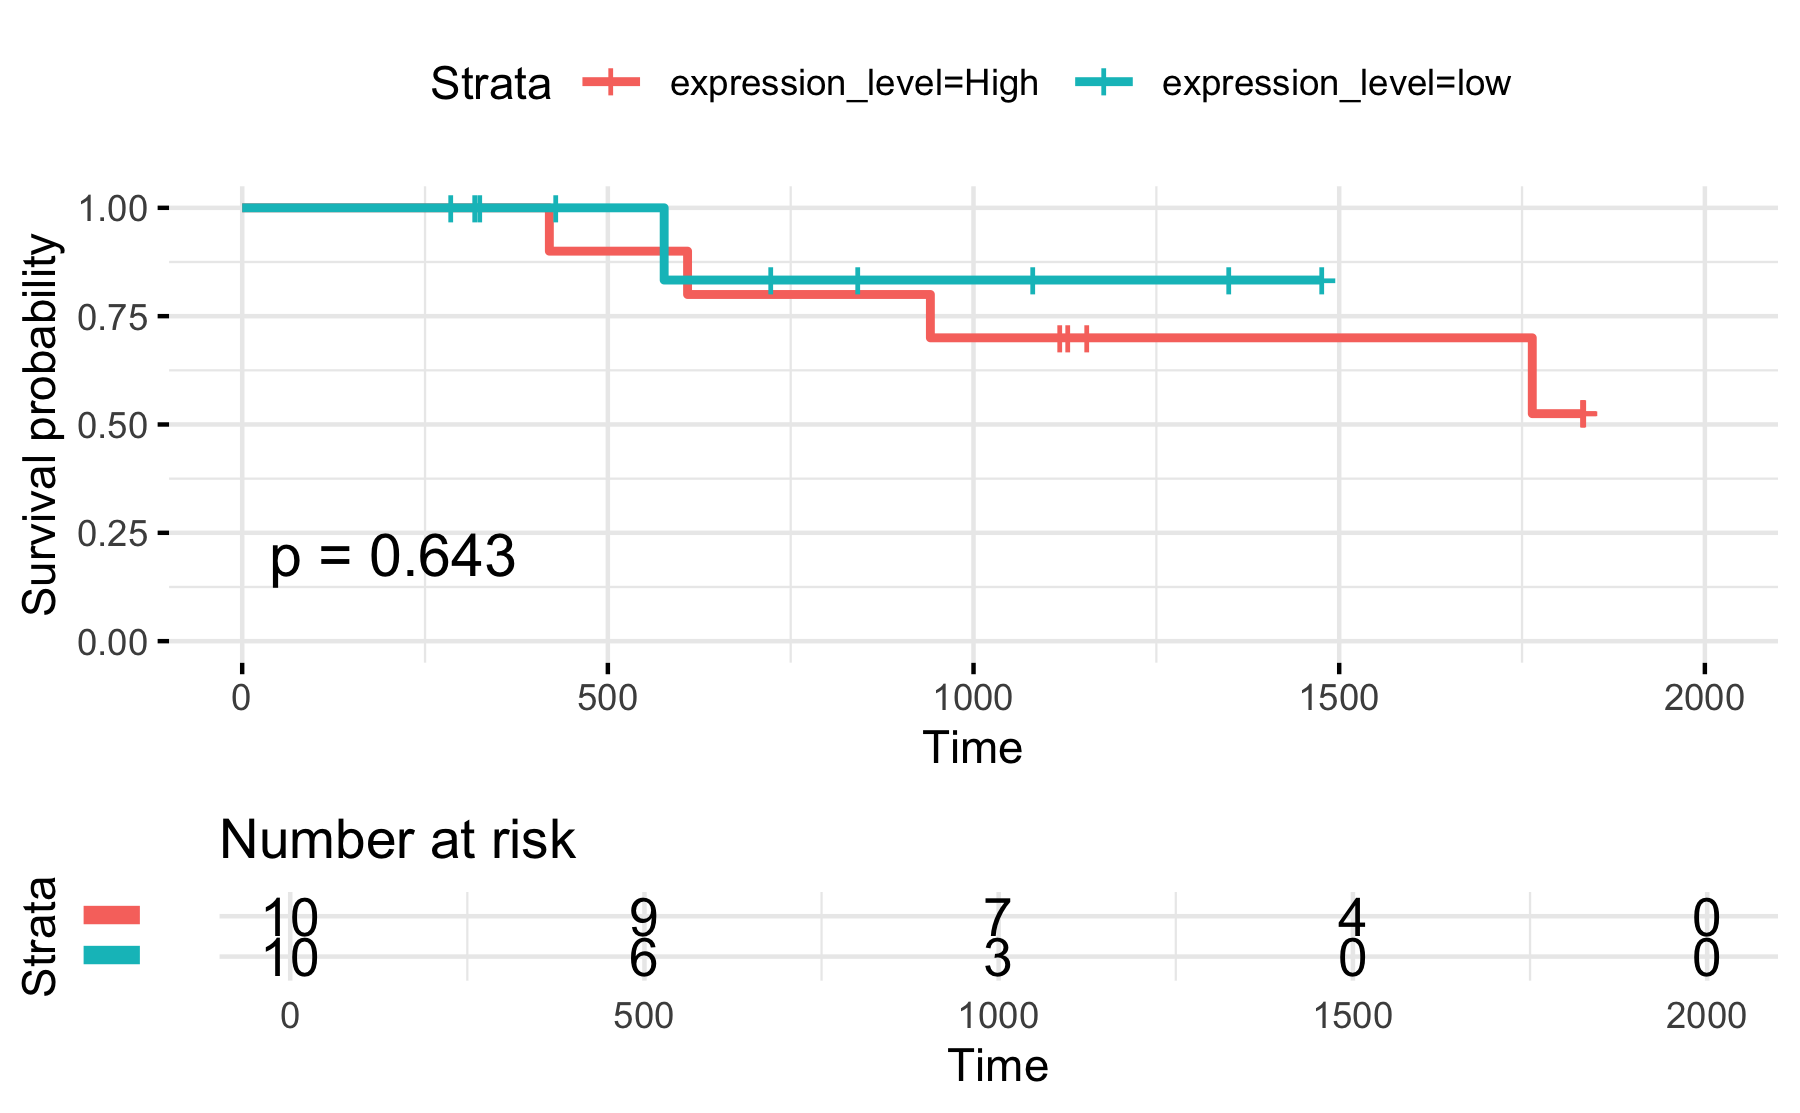 Strata expression_level=High expression_level=low
Survival probability
1.00
0.75
0.50
0.25
0.00
p = 0.643
0 500 1000 1500 2000
Time
Number at risk
Strata
10 9 7 4 0
10 6 3 0 0
0 500 1000 1500 2000
Time